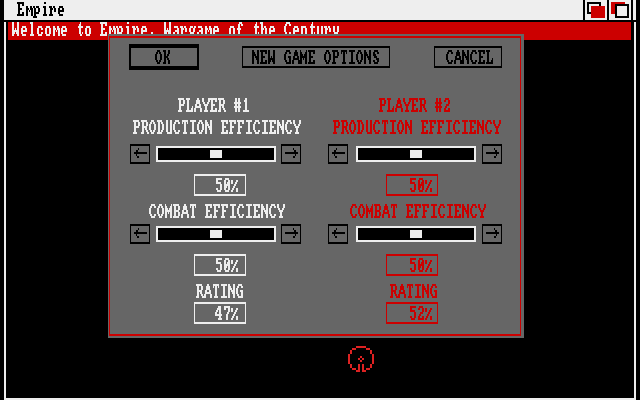 Empire
Welcome to Empire, Wargame of the Century
OK NEW GAME OPTIONS CANCEL
PLAYER #1 PLAYER #2
PRODUCTION EFFICIENCY PRODUCTION EFFICIENCY
50% 50%
COMBAT EFFICIENCY COMBAT EFFICIENCY
50% 50%
RATING RATING
47% 52%